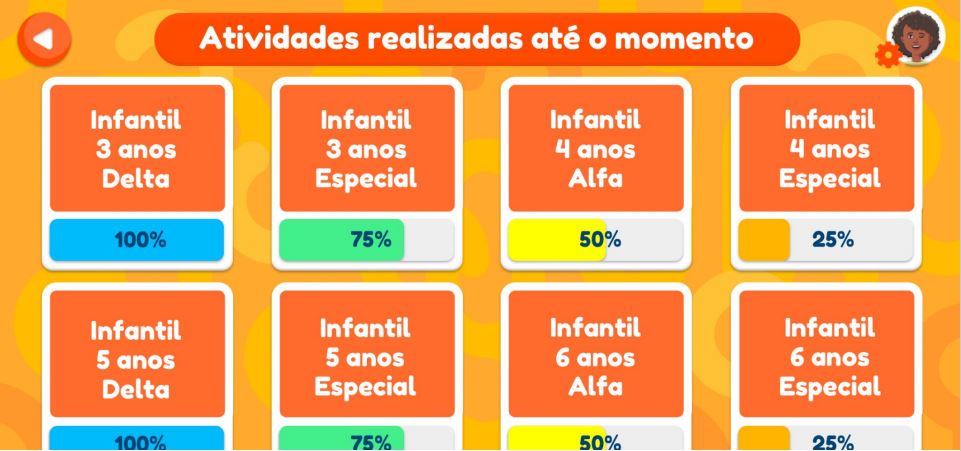 Atividades realizadas até o momento
Infantil
3 anos
Delta
100%
Infantil
3 anos
Especial
75%
Infantil
4 anos
Alfa
50%
Infantil
4 anos
Especial
25%
Infantil
5 anos
Delta
100%
Infantil
5 anos
Especial
75%
Infantil
6 anos
Alfa
50%
Infantil
6 anos
Especial
25%